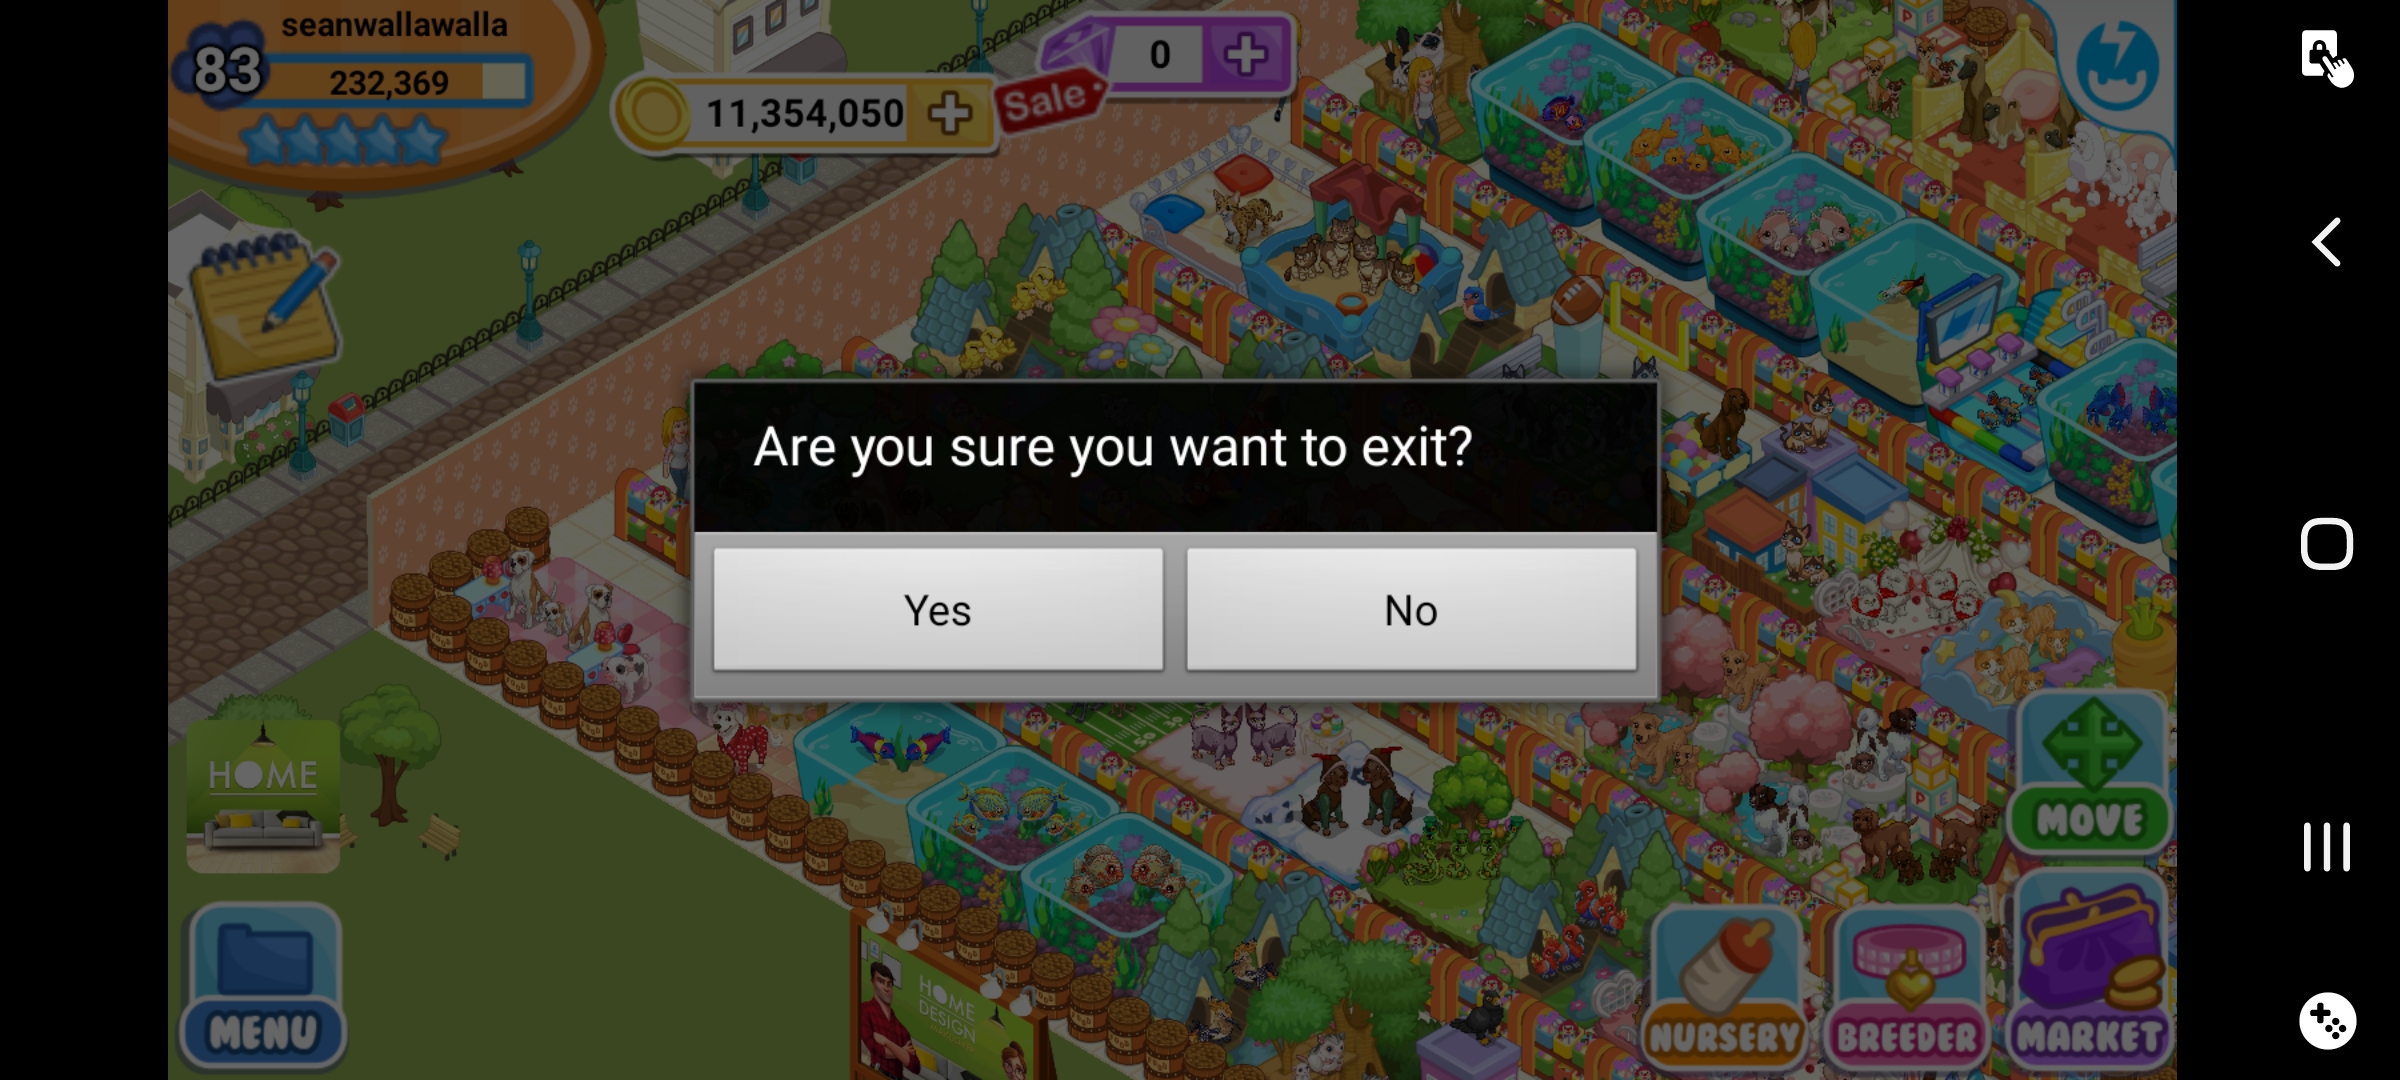 seanwallawalla
83
232,369
11,354,050
Sale
0
Are you sure you want to exit?
Yes
No
HOME
MOVE
MENU
HOME
DESIGN
NURSERY
BREEDER
MARKET